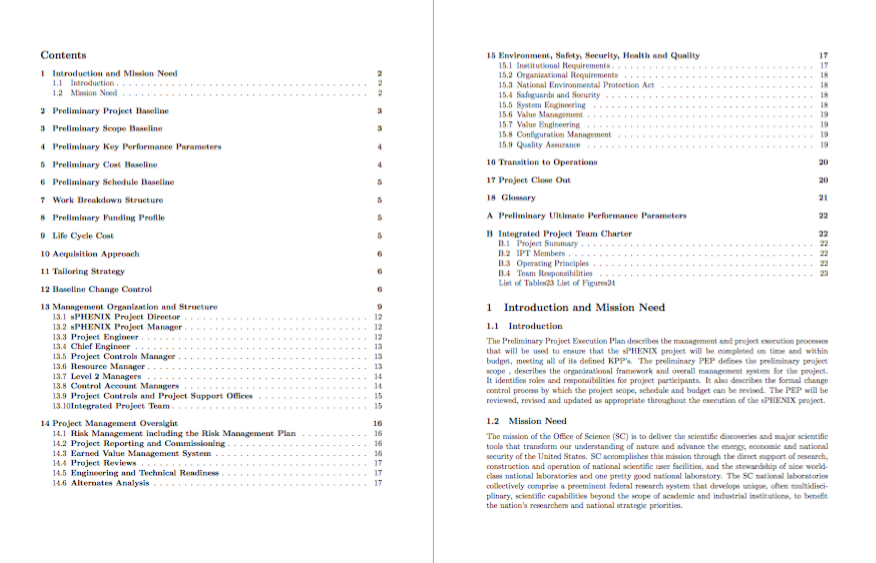 Contents
1 Introduction and Mission Need 2
1.1 Introduction 2
1.2 Mission Need 2
2 Preliminary Project Baseline 3
3 Preliminary Scope Baseline 3
4 Preliminary Key Performance Parameters 4
5 Preliminary Cost Baseline 4
6 Preliminary Schedule Baseline 5
7 Work Breakdown Structure 5
8 Preliminary Funding Profile 5
9 Life Cycle Cost 5
10 Acquisition Approach 6
11 Tailoring Strategy 6
12 Baseline Change Control 6
13 Management Organization and Structure 9
13.1 sPHENIX Project Director 12
13.2 sPHENIX Project Manager 12
13.3 Project Engineer 12
13.4 Chief Engineer 13
13.5 Project Controls Manager 13
13.6 Resource Manager 13
13.7 Level 2 Managers 14
13.8 Control Account Managers 14
13.9 Project Controls and Project Support Offices 15
13.10Integrated Project Team 15
14 Project Management Oversight 16
14.1 Risk Management including the Risk Management Plan 16
14.2 Project Reporting and Commissioning 16
14.3 Earned Value Management System 16
14.4 Project Reviews 17
14.5 Engineering and Technical Readiness 17
14.6 Alternates Analysis 17
15 Environment, Safety, Security, Health and Quality 17
15.1 Institutional Requirements 17
15.2 Organizational Requirements 18
15.3 National Environmental Protection Act 18
15.4 Safeguards and Security 18
15.5 System Engineering 18
15.6 Value Management 19
15.7 Value Engineering 19
15.8 Configuration Management 19
15.9 Quality Assurance 19
16 Transition to Operations 20
17 Project Close Out 20
18 Glossary 21
A Preliminary Ultimate Performance Parameters 22
B Integrated Project Team Charter 22
B.1 Project Summary 22
B.2 IPT Members 22
B.3 Operating Principles 22
B.4 Team Responsibilities 23
List of Tables23 List of Figures24
1 Introduction and Mission Need
1.1 Introduction
The Preliminary Project Execution Plan describes the management and project execution processes
that will be used to ensure that the sPHENIX project will be completed on time and within
budget, meeting all of its defined KPP's. The PEP defines the preliminary project
scope , describes the organizational framework and overall management system for the project.
It identifies roles and responsibilities for project participants. It also describes the formal change
control process by which the project scope, schedule and budget can be revised. The PEP will be
reviewed, revised and updated as appropriate throughout the execution of the sPHENIX project.
1.2 Mission Need
The mission of the Office of Science (SC) is to deliver the scientific discoveries and major scientific
tools that transform our understanding of nature and advance the energy, economic and national
security of the United States. SC accomplishes this mission through the direct support of research,
construction and operation of national scientific user facilities, and the stewardship of nine world-
class national laboratories and one pretty good national laboratory. The SC national laboratories
collectively comprise a preeminent federal research system that develops unique, often multidisci-
plinary, scientific capabilities beyond the scope of academic and industrial institutions, to benefit
the nation's researchers and national strategic priorities.